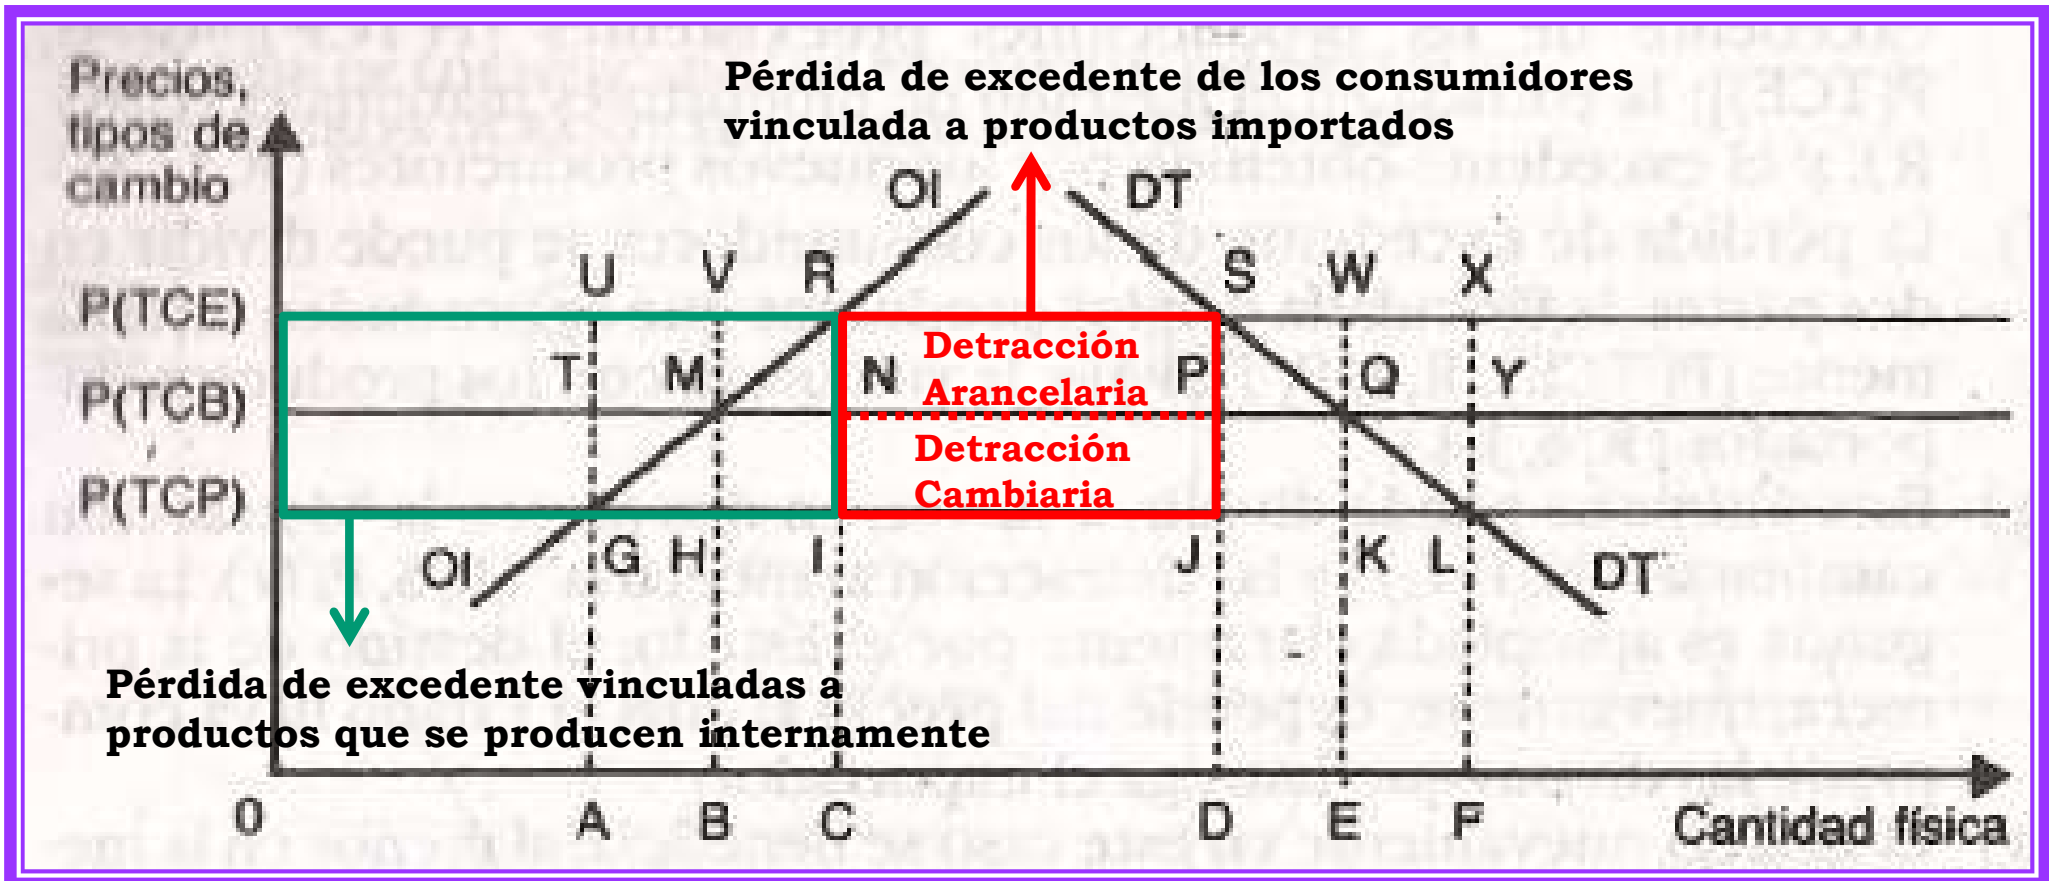 Precios,
tipos de
cambio
Pérdida de excedente de los consumidores
vinculada a productos importados
OI
DT
U
V
R
S
W
X
P(TCE)
Detracción
Arancelaria
T
M
N
P
Q
Y
P(TCB)
Detracción
Cambiaria
P(TCP)
OI
G
H
I
J
K
L
DT
Pérdida de excedente vinculadas a
productos que se producen internamente
0
A
B
C
D
E
F
Cantidad física